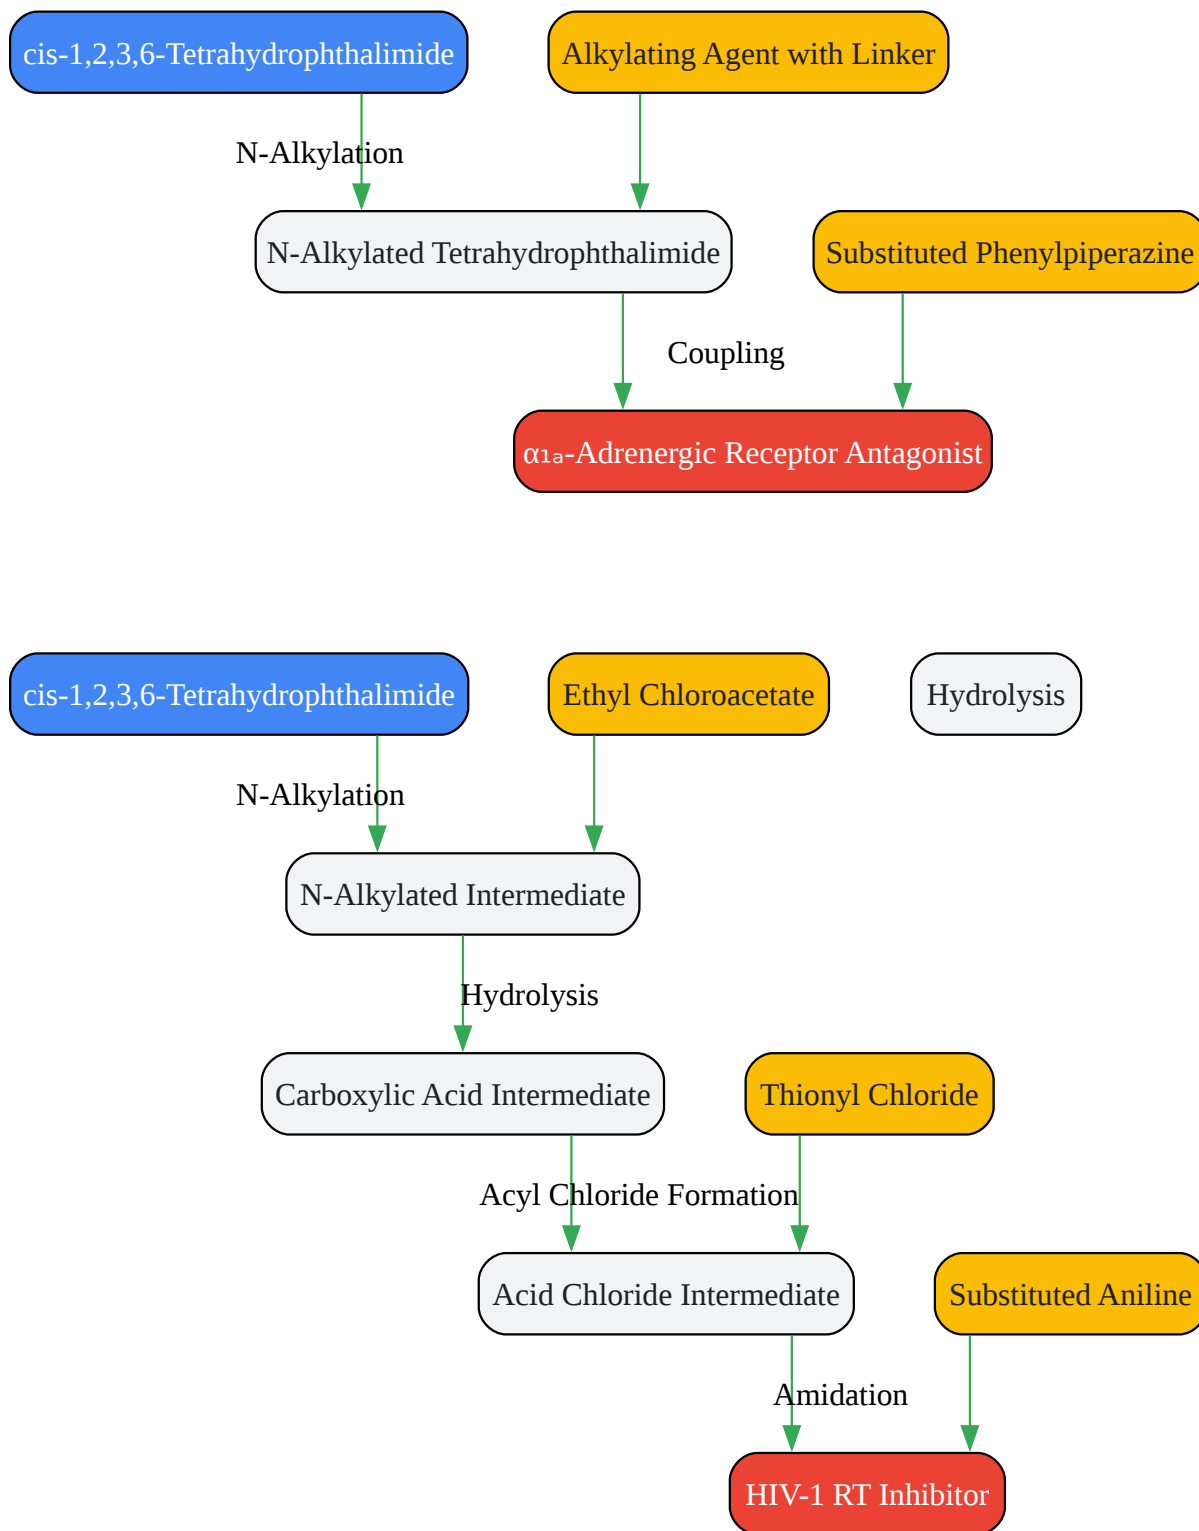 cis-1,2,3,6-Tetrahydrophthalimide
Alkylating Agent with Linker
N-Alkylation
N-Alkylated Tetrahydrophthalimide
Substituted Phenylpiperazine
Coupling
α₁ₐ-Adrenergic Receptor Antagonist
cis-1,2,3,6-Tetrahydrophthalimide
Ethyl Chloroacetate
Hydrolysis
N-Alkylation
N-Alkylated Intermediate
Hydrolysis
Carboxylic Acid Intermediate
Thionyl Chloride
Acyl Chloride Formation
Acid Chloride Intermediate
Substituted Aniline
Amidation
HIV-1 RT Inhibitor